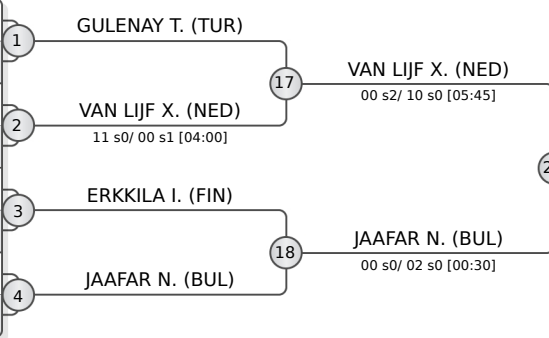 GULENAY T. (TUR)
1
17
VAN LIJF X. (NED)
00 s2/ 10 s0 [05:45]
VAN LIJF X. (NED)
2
11 s0/ 00 s1 [04:00]
2
ERKKILA I. (FIN)
3
18
JAAFAR N. (BUL)
00 s0/ 02 s0 [00:30]
JAAFAR N. (BUL)
4